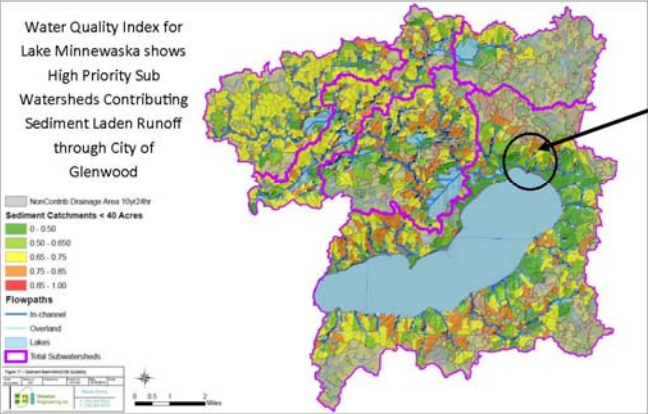 Water Quality Index for
Lake Minnewaska shows
High Priority Sub
Watersheds Contributing
Sediment Laden Runoff
through City of
Glenwood
NonContrib Drainage Area 10yr24hr
Sediment Catchments < 40 Acres
0 - 0.50
0.50 - 0.650
0.65 - 0.75
0.75 - 0.85
0.85 - 1.00
Flowpaths
In-channel
Overland
Lakes
Total Subwatersheds
Houston
Engineering Inc.
0 0.5 1 2
Miles